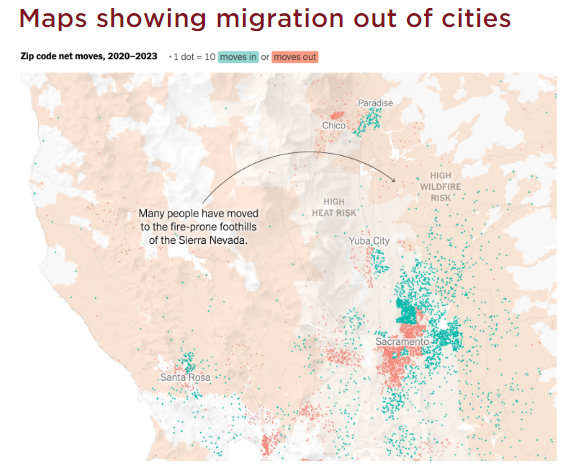 Maps showing migration out of cities
Zip code net moves, 2020–2023 • 1 dot = 10 moves in or moves out
Paradise
Chico
HIGH
WILDFIRE
RISK
HIGH
HEAT RISK
Many people have moved
to the fire-prone foothills
of the Sierra Nevada.
Yuba City
Sacramento
Santa Rosa